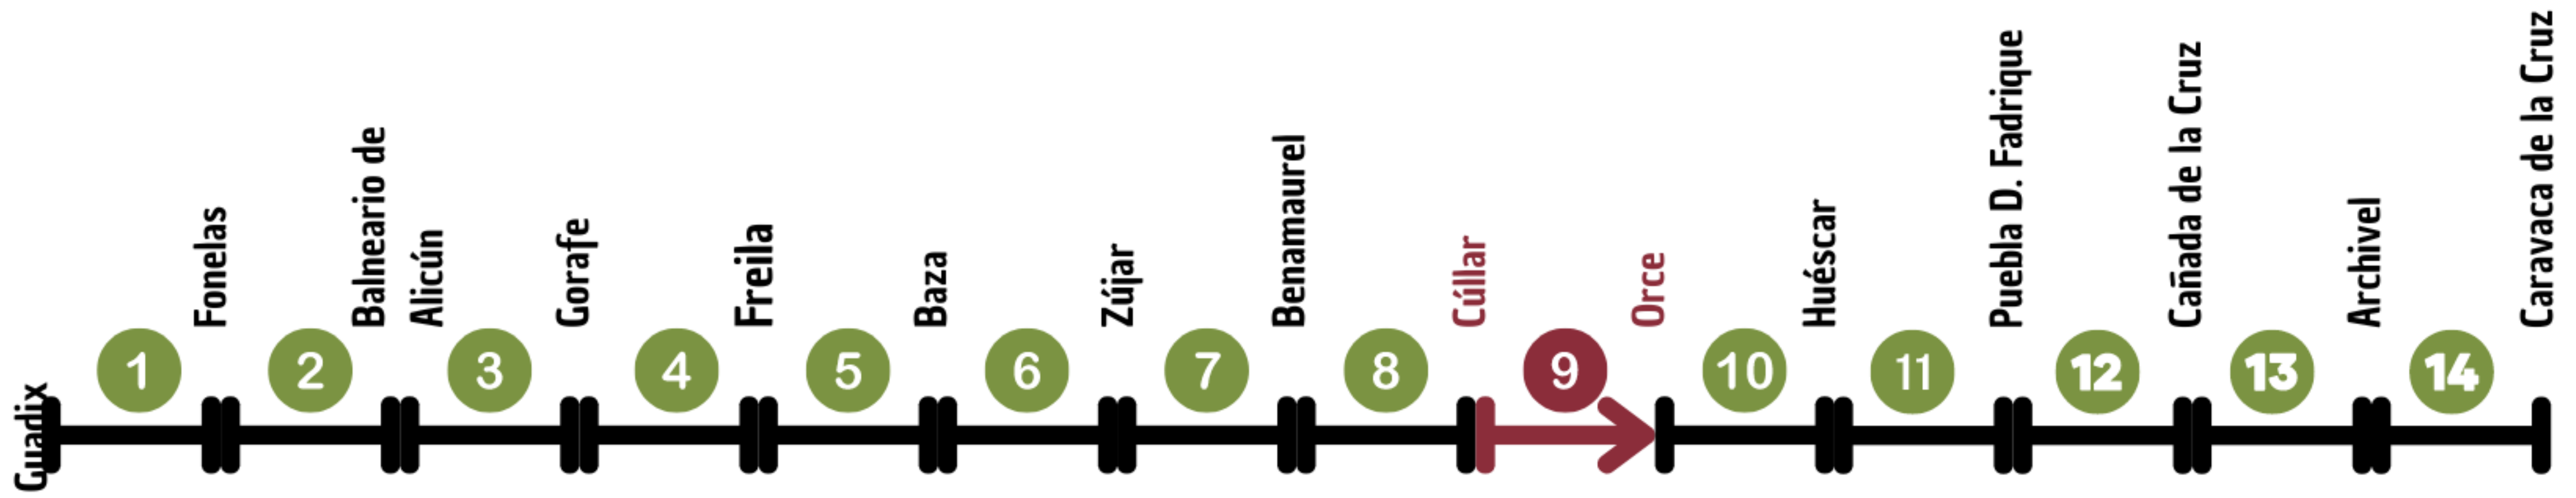 Guadix
1
Fonelas
2
Balneario de
Alicún
3
Gorafe
4
Freila
5
Baza
6
Zújar
7
Benamaurel
8
Cúllar
9
Orce
10
Huéscar
11
Puebla D. Fadrique
12
Cañada de la Cruz
13
Archivel
14
Caravaca de la Cruz